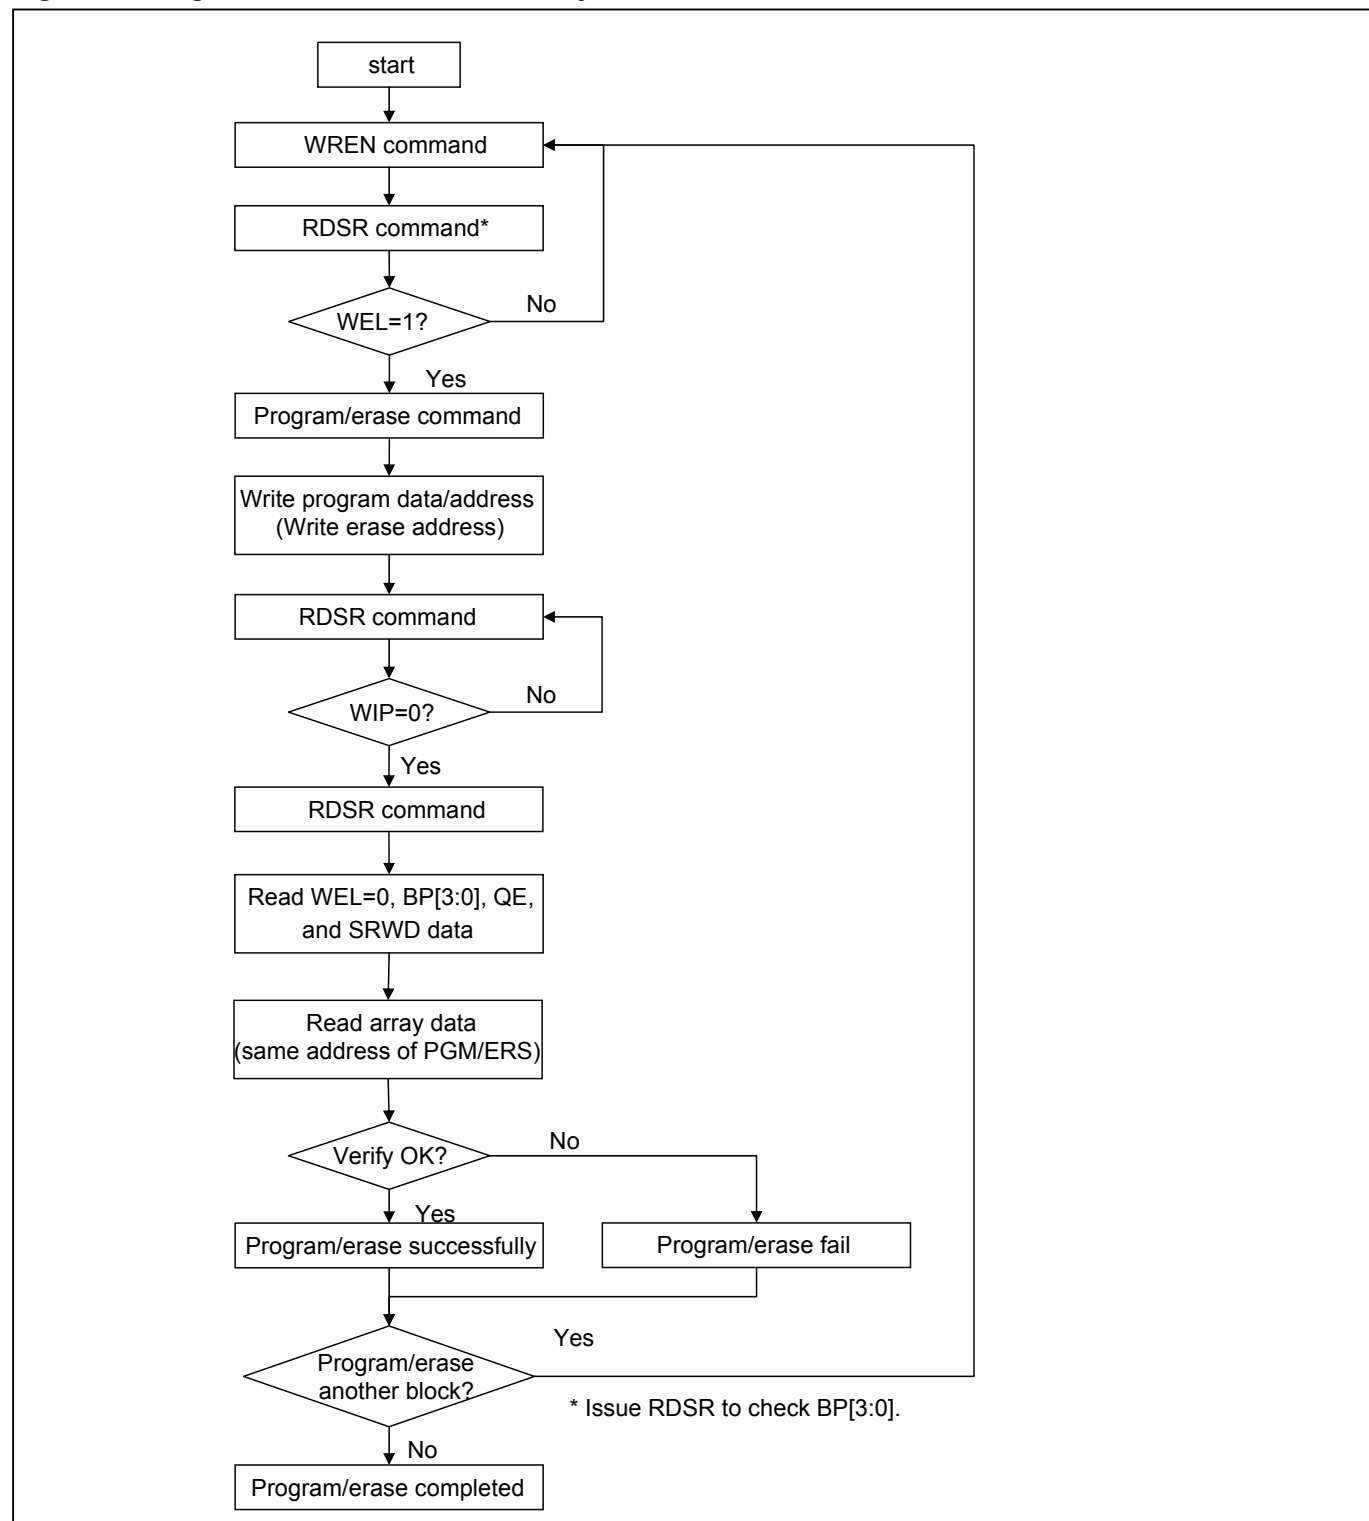 start
WREN command
RDSR command*
WEL=1?
No
Yes
Program/erase command
Write program data/address
(Write erase address)
RDSR command
WIP=0?
No
Yes
RDSR command
Read WEL=0, BP[3:0], QE,
and SRWD data
Read array data
(same address of PGM/ERS)
Verify OK?
No
Yes
Program/erase successfully
Program/erase fail
Program/erase
another block?
Yes
* Issue RDSR to check BP[3:0].
No
Program/erase completed